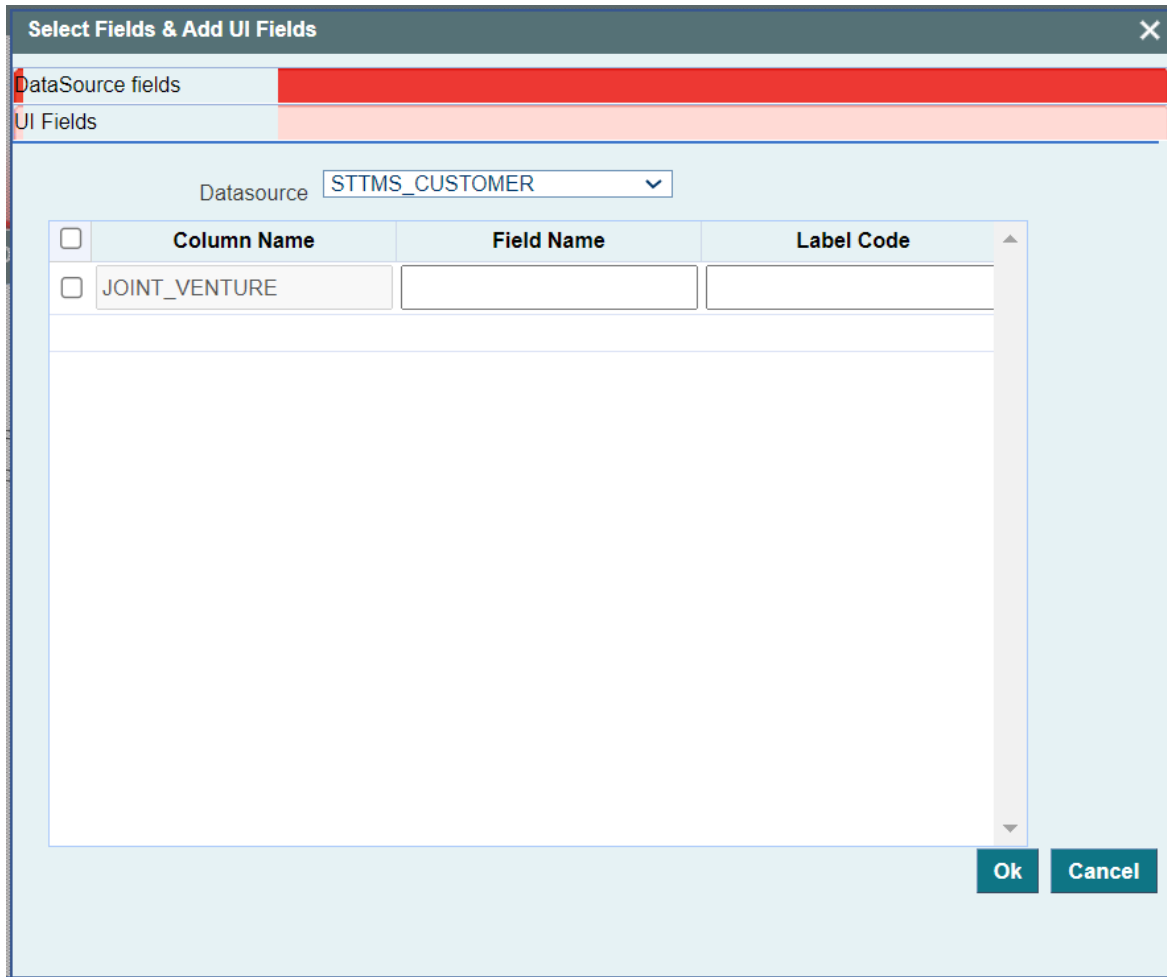 Select Fields & Add UI Fields
DataSource fields
UI Fields
Datasource STTMS_CUSTOMER
Column Name Field Name Label Code
JOINT_VENTURE
Ok Cancel